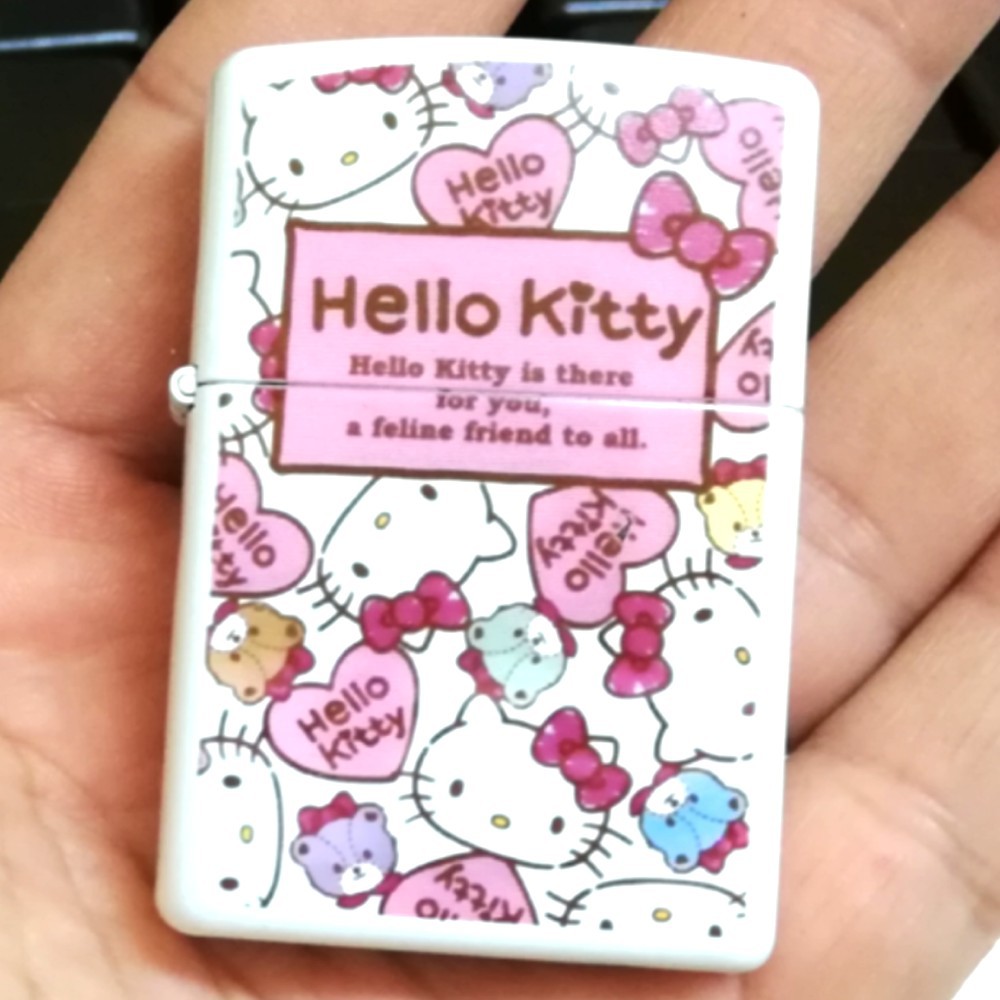 Hello
Kitty
Hello
Hello Kitty
Hello Kitty is there
for you,
a feline friend to all.
Hello
Kitty
Hello
Kitty
Hello
Kitty